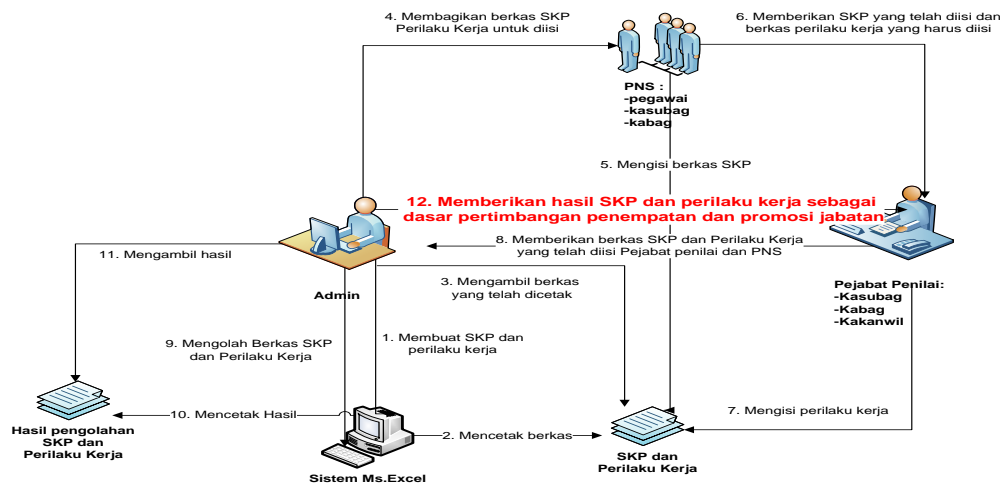 4. Membagikan berkas SKP
Perilaku Kerja untuk diisi
6. Memberikan SKP yang telah diisi dan
berkas perilaku kerja yang harus diisi
PNS :
-pegawai
-kasubag
-kabag
5. Mengisi berkas SKP
12. Memberikan hasil SKP dan perilaku kerja sebagai
dasar pertimbangan penempatan dan promosi jabatan
8. Memberikan berkas SKP dan Perilaku Kerja
yang telah diisi Pejabat penilai dan PNS
11. Mengambil hasil
Admin
3. Mengambil berkas
yang telah dicetak
Pejabat Penilai:
-Kasubag
-Kabag
-Kakanwil
9. Mengolah Berkas SKP
dan Perilaku Kerja
1. Membuat SKP dan
perilaku kerja
10. Mencetak Hasil
2. Mencetak berkas
7. Mengisi perilaku kerja
Hasil pengolahan
SKP dan
Perilaku Kerja
Sistem Ms.Excel
SKP dan
Perilaku Kerja